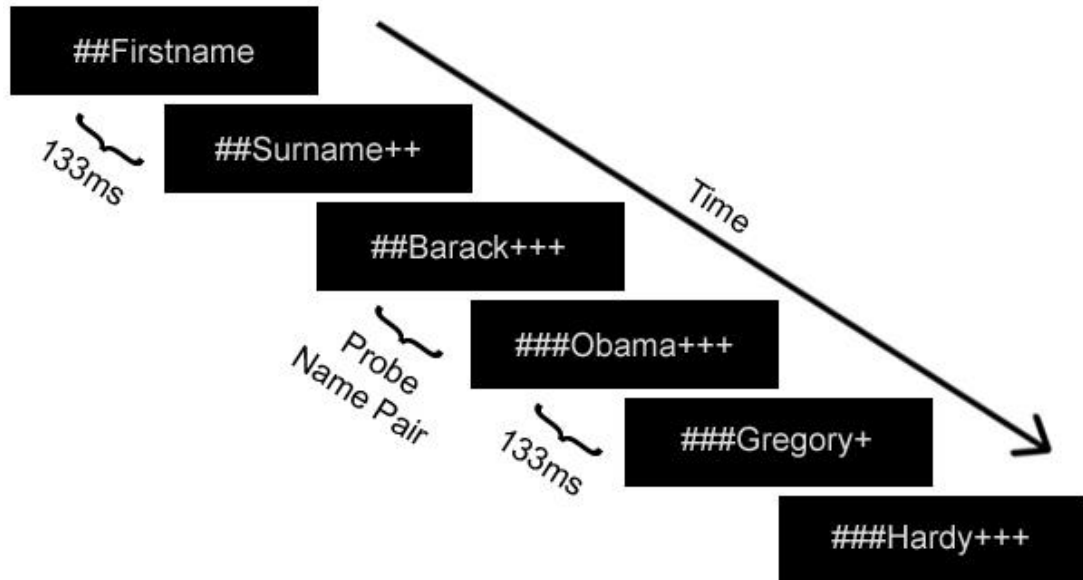 ##Firstname
133ms
##Surname++
Time
##Barack+++
Probe
Name Pair
###Obama+++
133ms
###Gregory+
###Hardy+++